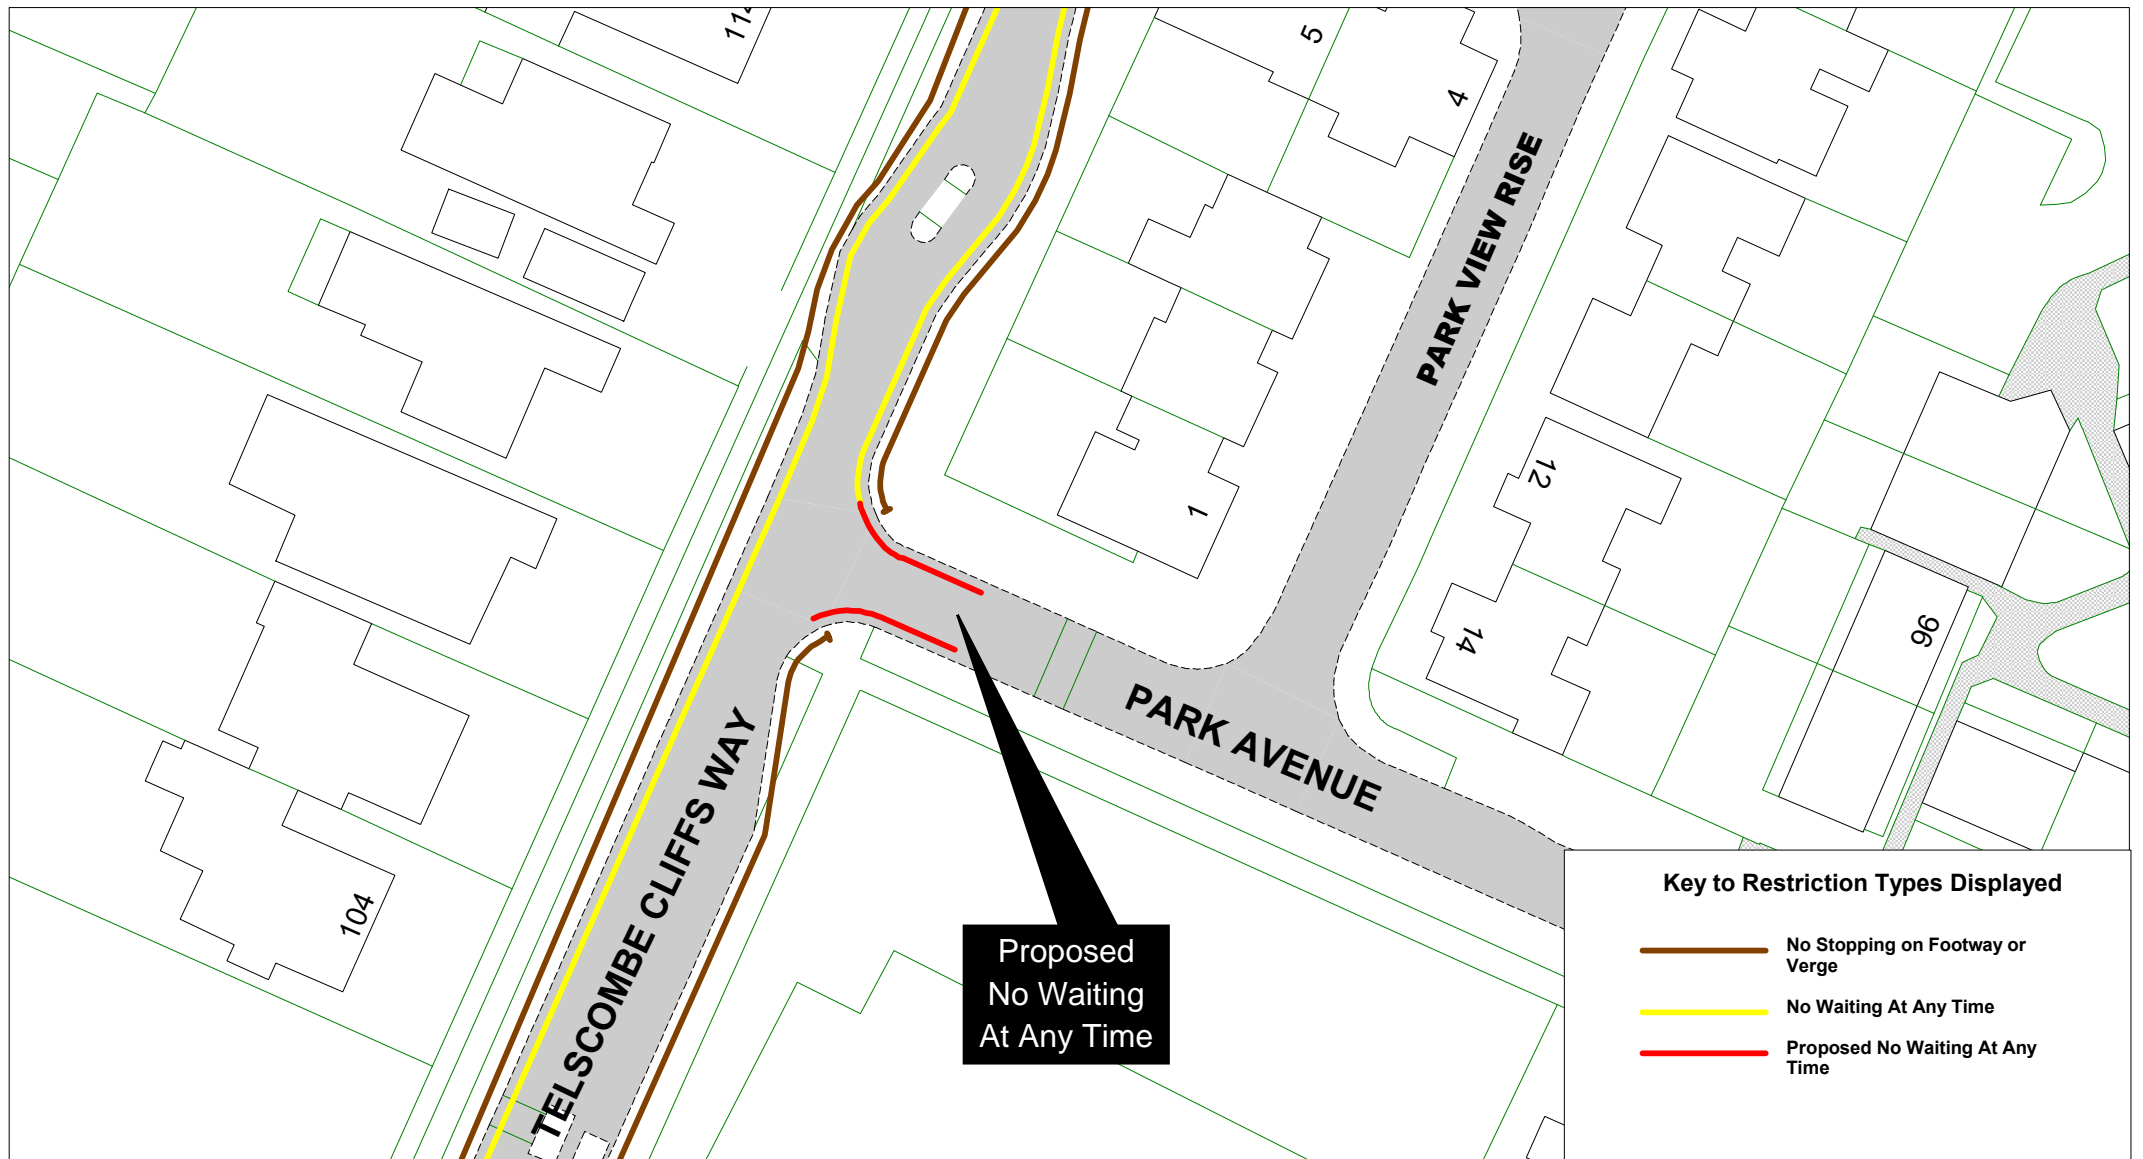 114
5
4
PARK VIEW RISE
12
1
14
96
PARK AVENUE
104
TELSCOMBE CLIFFS WAY
Proposed
No Waiting
At Any Time
Key to Restriction Types Displayed
No Stopping on Footway or
Verge
No Waiting At Any Time
Proposed No Waiting At Any
Time